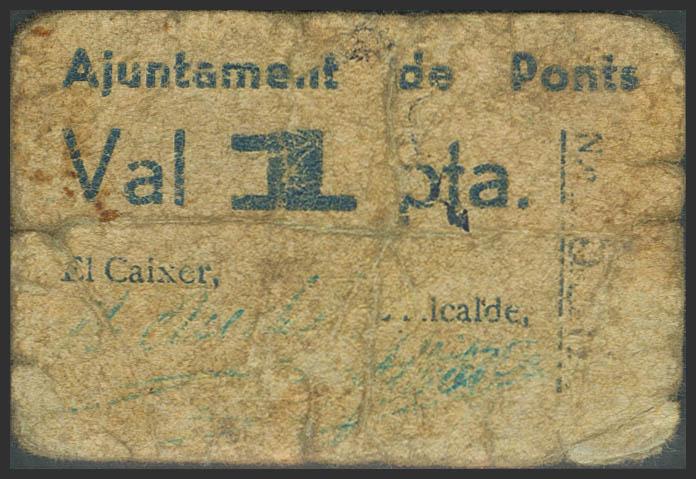 Ajuntament de Ponts
Val 1 pta.
El Caixer,
Alcalde,
N.º